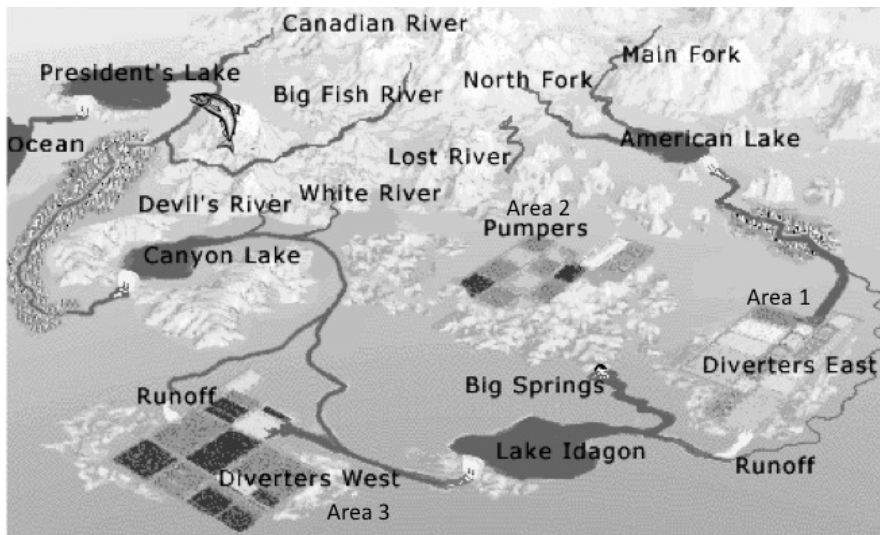 Canadian River
Main Fork
President's Lake
North Fork
Big Fish River
Ocean
American Lake
Lost River
Devil's River
White River
Area 2
Pumpers
Canyon Lake
Area 1
Diverters East
Runoff
Big Springs
Lake Idagon
Runoff
Diverters West
Area 3